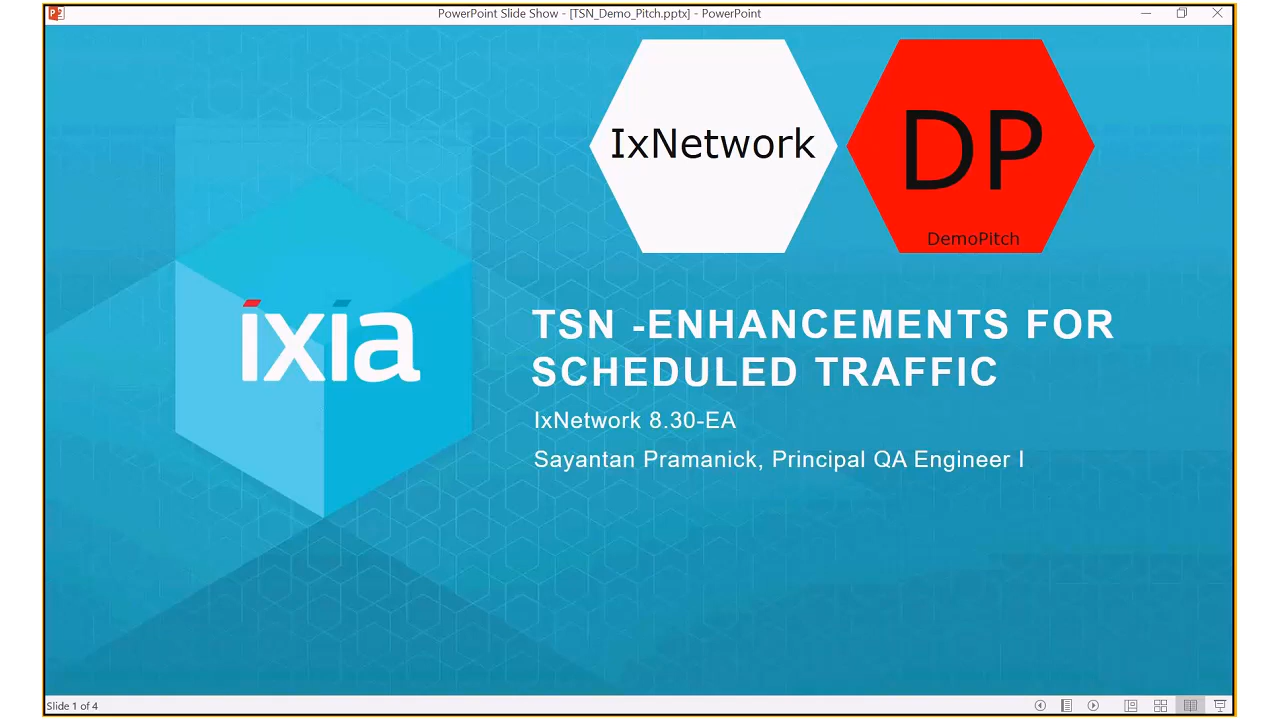 PowerPoint Slide Show - [TSN_Demo_Pitch.pptx] - PowerPoint
IxNetwork
DP
DemoPitch
ixia
TSN -ENHANCEMENTS FOR
SCHEDULED TRAFFIC
IxNetwork 8.30-EA
Sayantan Pramanick, Principal QA Engineer I
Slide 1 of 4